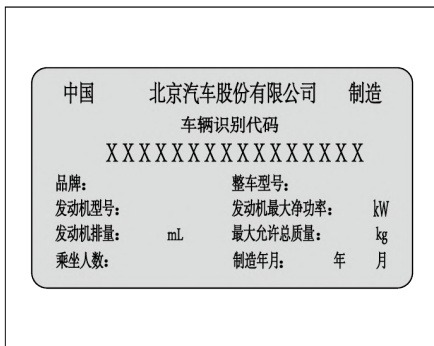 中国 北京汽车股份有限公司 制造
车辆识别代码
XXXXXXXXXXXXXXXX
品牌： 整车型号：
发动机型号： 发动机最大净功率： kW
发动机排量： mL 最大允许总质量： kg
乘坐人数： 制造年月： 年 月